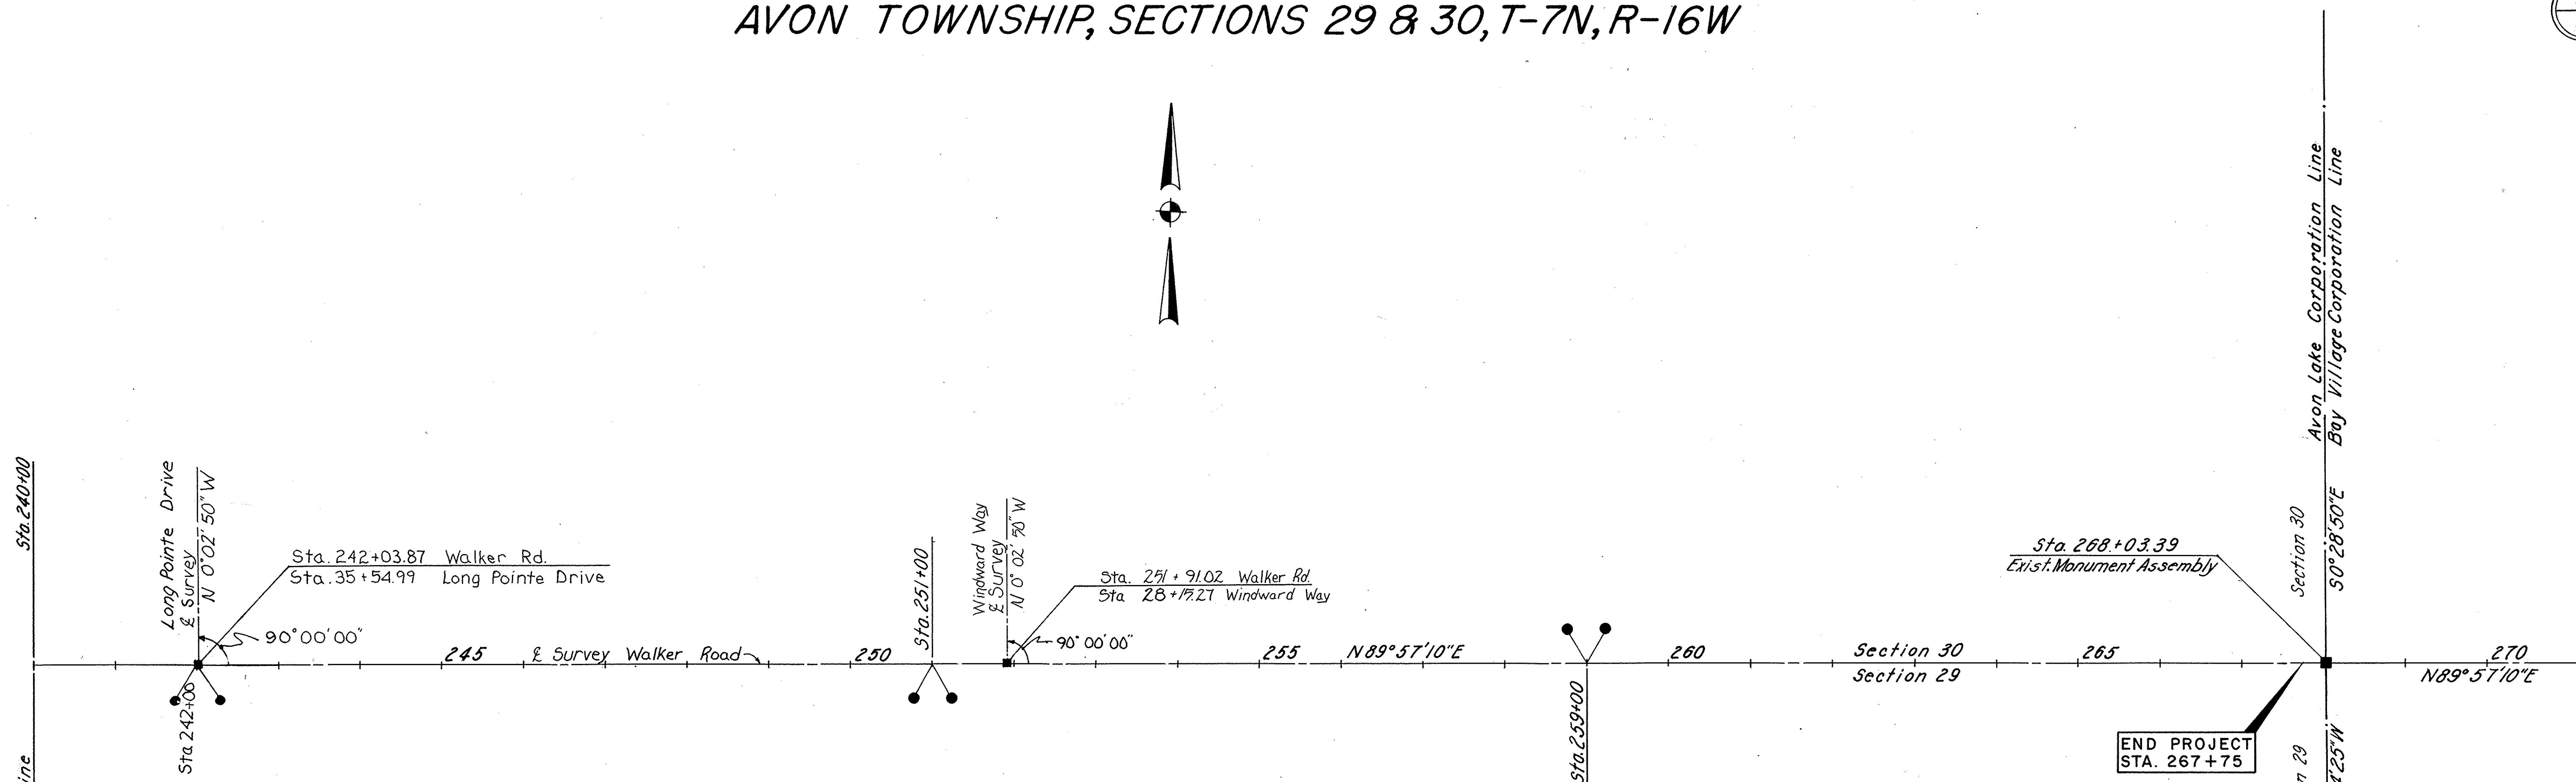 AVON TOWNSHIP, SECTIONS 29 & 30, T-7N, R-16W
Avon Lake Corporation Line
Bay Village Corporation Line
Sta. 240+00
Long Pointe Drive
℄ Survey
N 0°02'50" W
Sta. 242+03.87 Walker Rd.
Sta. 35+54.99 Long Pointe Drive
90°00'00"
Sta 242+00
245
℄ Survey Walker Road
250
Sta. 251+00
Windward Way
℄ Survey
N 0°02'50" W
Sta. 251+91.02 Walker Rd.
Sta 28+15.27 Windward Way
90°00'00"
255
N89°57'10"E
Sta. 259+00
260
Section 30
Section 29
265
Sta. 268+03.39
Exist. Monument Assembly
Section 30
S0°28'50"E
270
N89°57'10"E
END PROJECT
STA. 267+75
ine
n 29
'25"W